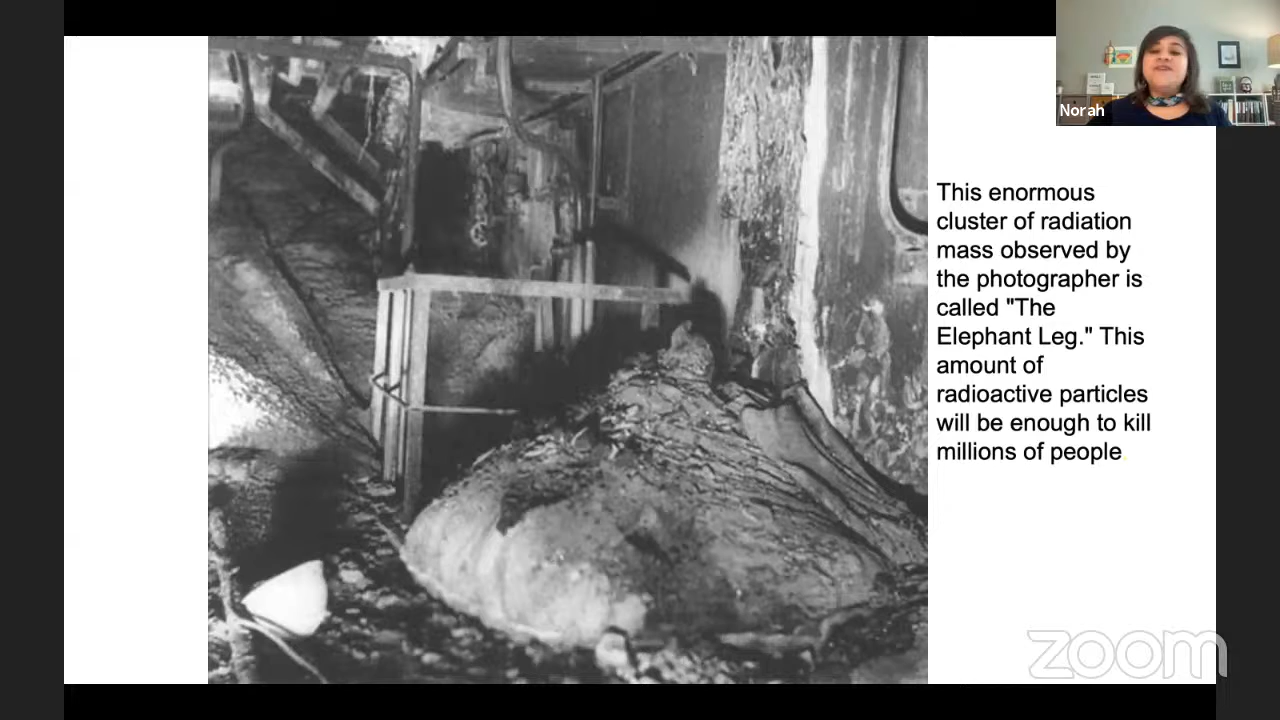 Norah
This enormous
cluster of radiation
mass observed by
the photographer is
called "The
Elephant Leg." This
amount of
radioactive particles
will be enough to kill
millions of people.
zoom